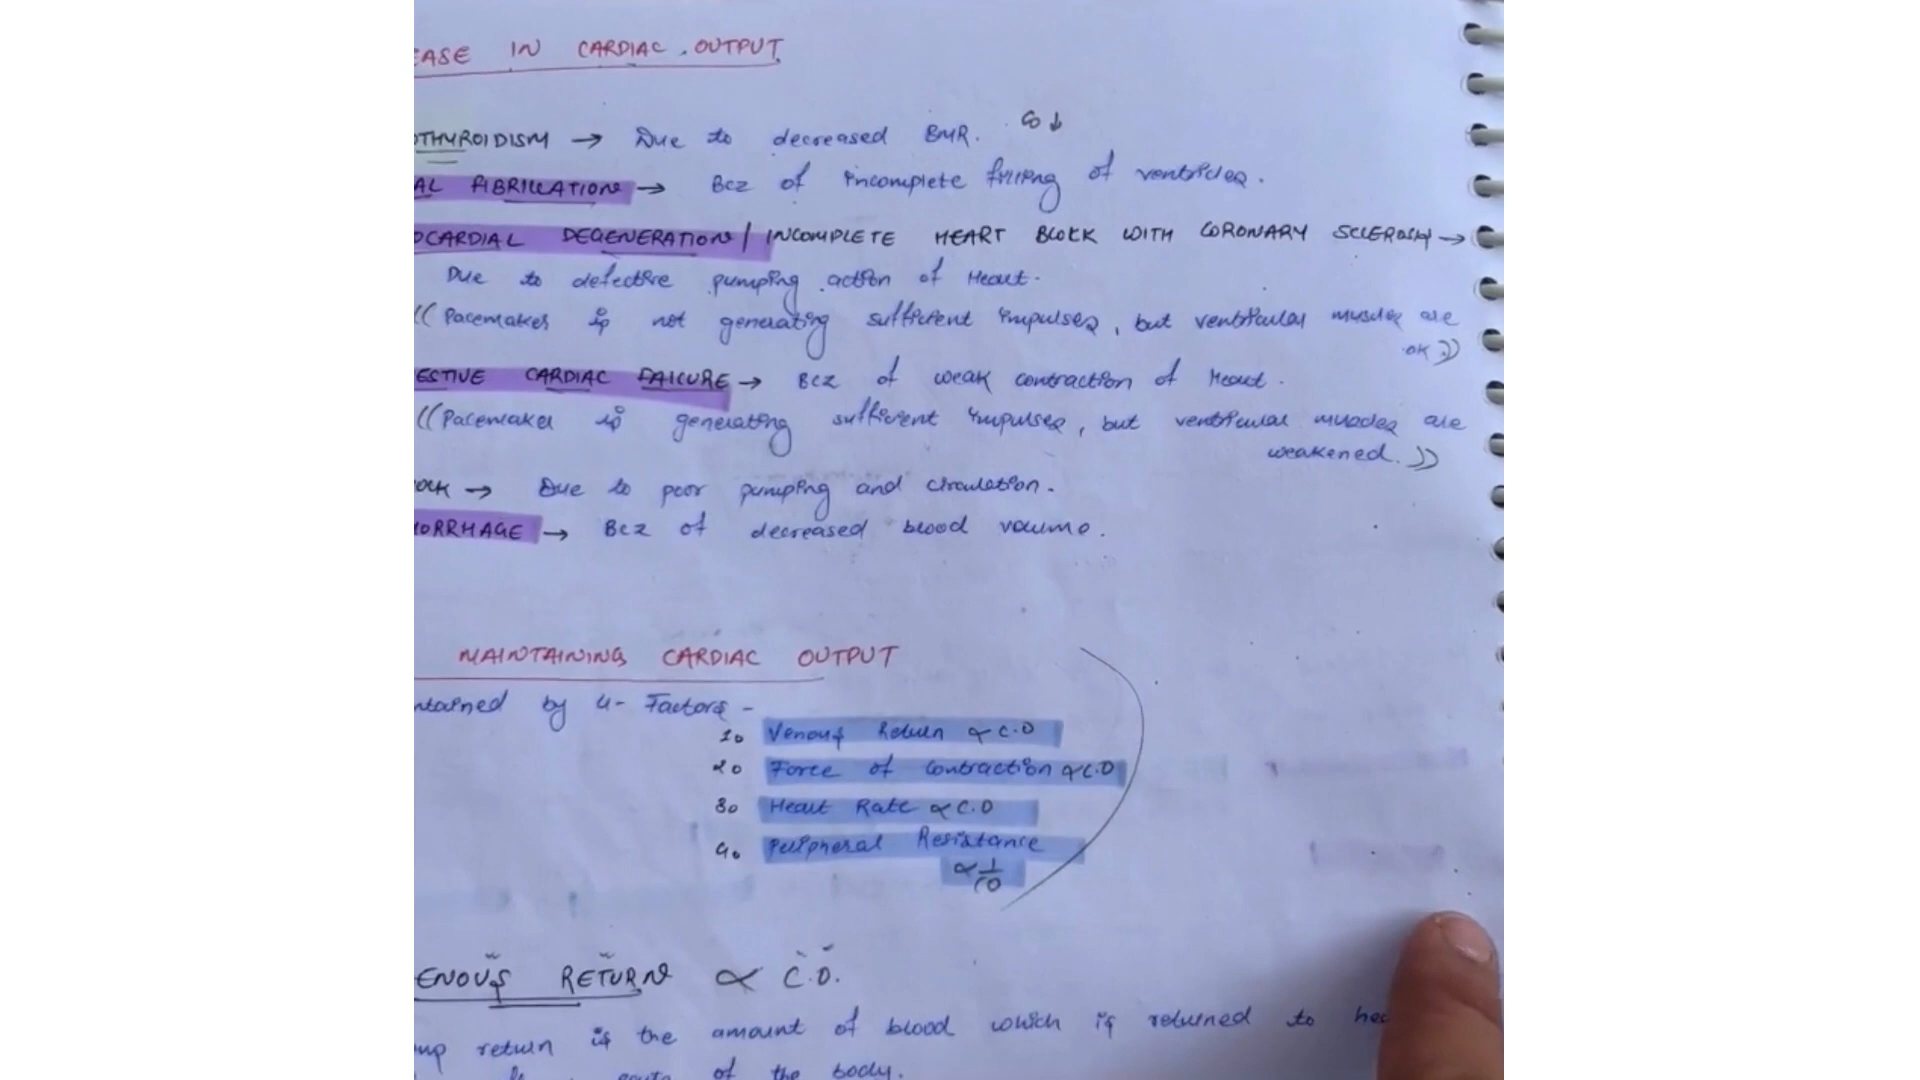 EASE IN CARDIAC OUTPUT
OTHYROIDISM → Due to decreased BMR. CO ↓
AL FIBRILLATION → Bcz of incomplete filling of ventricles.
OCARDIAL DEGENERATION / INCOMPLETE HEART BLOCK WITH CORONARY SCLEROSIS →
Due to defective pumping action of Heart.
(( Pacemaker is not generating sufficient impulses, but ventricular muscles are
OK ))
ESTIVE CARDIAC FAILURE → Bcz of weak contraction of Heart.
(( Pacemaker is generating sufficient impulses, but ventricular muscles are
weakened. ))
OCK → Due to poor pumping and circulation.
MORRHAGE → Bcz of decreased blood volume.
MAINTAINING CARDIAC OUTPUT
ntained by 4- Factors -
1. Venous Return ∝ C.O
2. Force of Contraction ∝ C.O
3. Heart Rate ∝ C.O
4. Peripheral Resistance
∝ 1/CO
ENOUS RETURN ∝ C.O.
return is the amount of blood which is returned to hea
of the body.